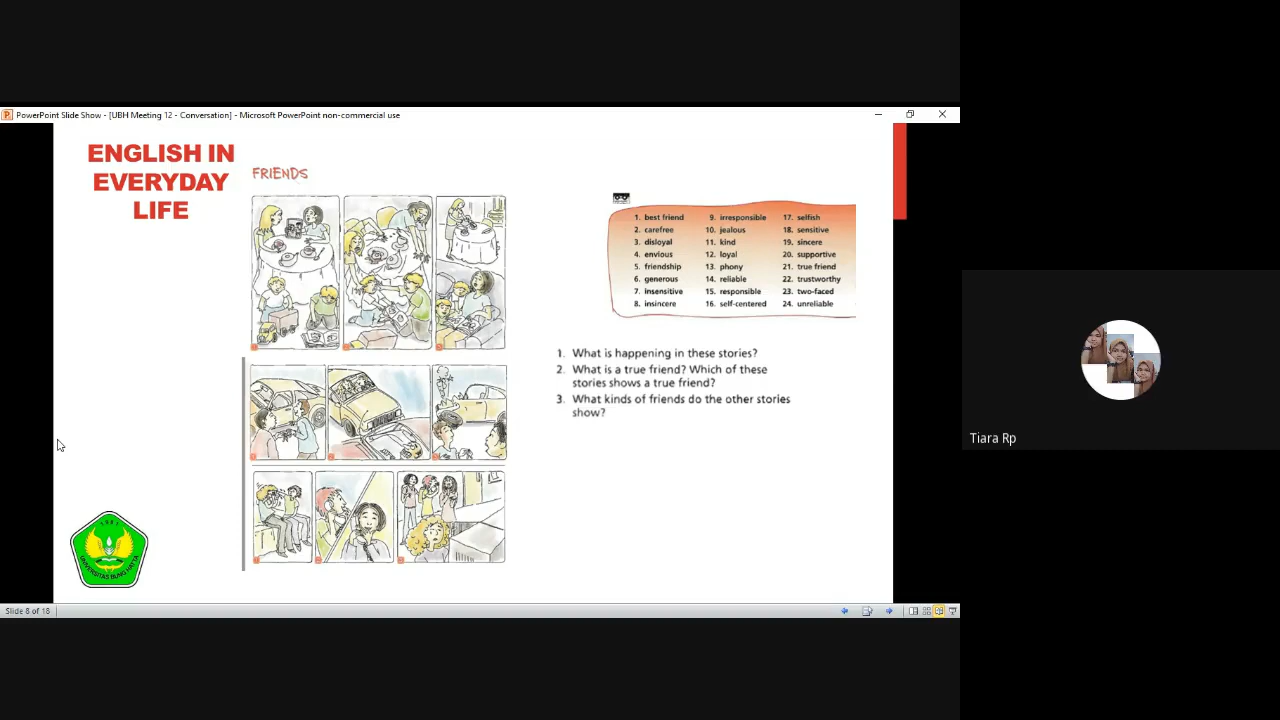 PowerPoint Slide Show - [UBH Meeting 12 - Conversation] - Microsoft PowerPoint non-commercial use
ENGLISH IN
EVERYDAY
LIFE
FRIENDS
1. best friend
2. carefree
3. disloyal
4. envious
5. friendship
6. generous
7. insensitive
8. insincere
9. irresponsible
10. jealous
11. kind
12. loyal
13. phony
14. reliable
15. responsible
16. self-centered
17. selfish
18. sensitive
19. sincere
20. supportive
21. true friend
22. trustworthy
23. two-faced
24. unreliable
1. What is happening in these stories?
2. What is a true friend? Which of these
stories shows a true friend?
3. What kinds of friends do the other stories
show?
UNIVERSITAS BUNG HATTA
Slide 8 of 18
Tiara Rp